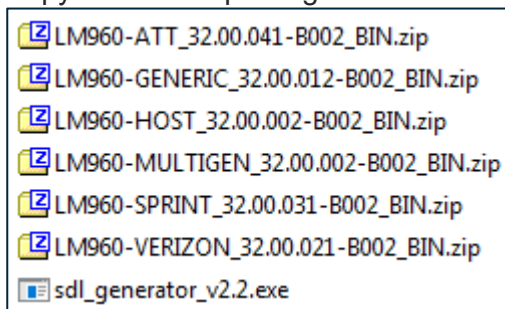 LM960-ATT_32.00.041-B002_BIN.zip
LM960-GENERIC_32.00.012-B002_BIN.zip
LM960-HOST_32.00.002-B002_BIN.zip
LM960-MULTIGEN_32.00.002-B002_BIN.zip
LM960-SPRINT_32.00.031-B002_BIN.zip
LM960-VERIZON_32.00.021-B002_BIN.zip
sdl_generator_v2.2.exe